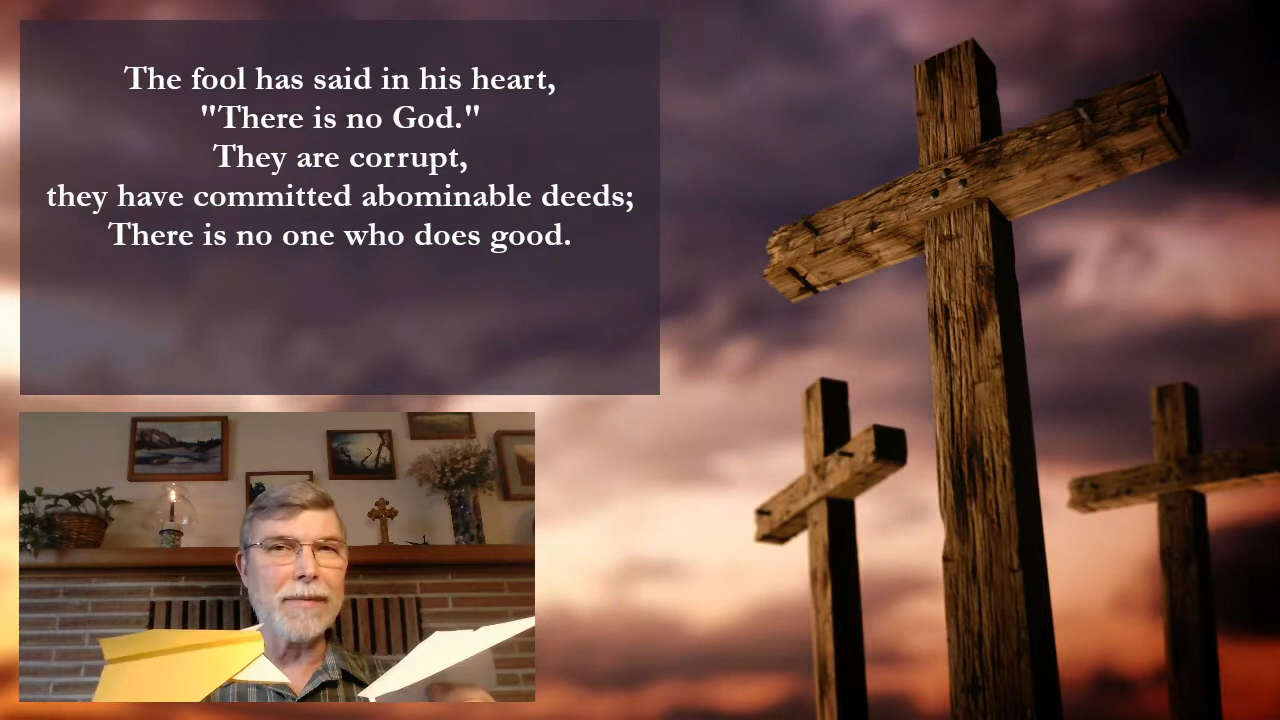 The fool has said in his heart,
"There is no God."
They are corrupt,
they have committed abominable deeds;
There is no one who does good.